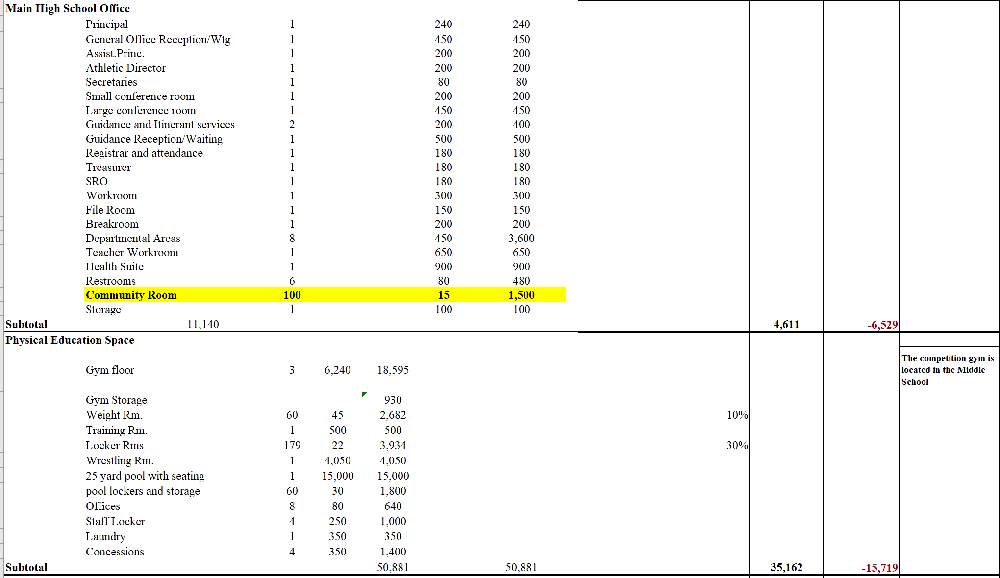 Main High School Office
Principal 1 240 240
General Office Reception/Wtg 1 450 450
Assist.Princ. 1 200 200
Athletic Director 1 200 200
Secretaries 1 80 80
Small conference room 1 200 200
Large conference room 1 450 450
Guidance and Itinerant services 2 200 400
Guidance Reception/Waiting 1 500 500
Registrar and attendance 1 180 180
Treasurer 1 180 180
SRO 1 180 180
Workroom 1 300 300
File Room 1 150 150
Breakroom 1 200 200
Departmental Areas 8 450 3,600
Teacher Workroom 1 650 650
Health Suite 1 900 900
Restrooms 6 80 480
Community Room 100 15 1,500
Storage 1 100 100
Subtotal 11,140 4,611 -6,529
Physical Education Space
Gym floor 3 6,240 18,595
The competition gym is
located in the Middle
School
Gym Storage 930
Weight Rm. 60 45 2,682 10%
Training Rm. 1 500 500
Locker Rms 179 22 3,934 30%
Wrestling Rm. 1 4,050 4,050
25 yard pool with seating 1 15,000 15,000
pool lockers and storage 60 30 1,800
Offices 8 80 640
Staff Locker 4 250 1,000
Laundry 1 350 350
Concessions 4 350 1,400
Subtotal 50,881 50,881 35,162 -15,719